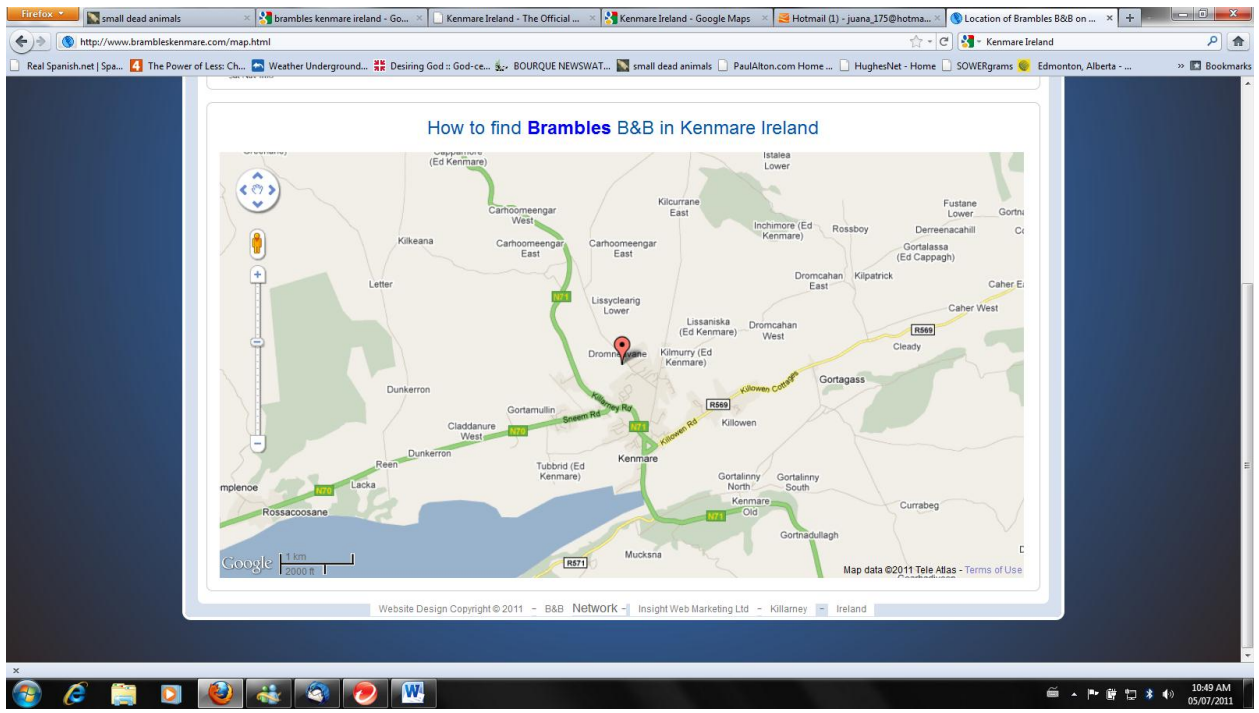 Firefox
small dead animals
brambles kenmare ireland - Go...
Kenmare Ireland - The Official ...
Kenmare Ireland - Google Maps
Hotmail (1) - juana_175@hotma...
Location of Brambles B&B on ...
http://www.brambleskenmare.com/map.html
Kenmare Ireland
Real Spanish.net | Spa...
The Power of Less: Ch...
Weather Underground...
Desiring God :: God-ce...
BOURQUE NEWSWAT...
small dead animals
PaulAlton.com Home ...
HughesNet - Home
SOWERgrams
Edmonton, Alberta - ...
Bookmarks
How to find Brambles B&B in Kenmare Ireland
(Ed Kenmare)
Istalea
Lower
Kilcurrane
East
Carhoomeengar
West
Inchimore (Ed
Kenmare)
Rossboy
Fustane
Lower
Derreenacahill
Kilkeana
Carhoomeengar
East
Carhoomeengar
East
Gortalassa
(Ed Cappagh)
Letter
Dromcahan
East
Kilpatrick
N71
Lissyclearig
Lower
Caher West
Lissaniska
(Ed Kenmare)
Dromcahan
West
R569
Cleady
Kilmurry (Ed
Kenmare)
Gortagass
Dunkerron
Killowen Cottages
Killarney Rd
R569
Gortamullin
Sneem Rd
Claddanure
West
N70
N71
Killowen Rd
Killowen
Dunkerron
Kenmare
Reen
Tubbrid (Ed
Kenmare)
Gortalinny
North
Gortalinny
South
mplenoe
N70
Lacka
Kenmare
Old
Currabeg
Rossacoosane
N71
Gortnadullagh
Mucksna
R571
Google
1 km
2000 ft
Map data ©2011 Tele Atlas - Terms of Use
Website Design Copyright © 2011 - B&B Network - Insight Web Marketing Ltd - Killarney - Ireland
10:49 AM
05/07/2011